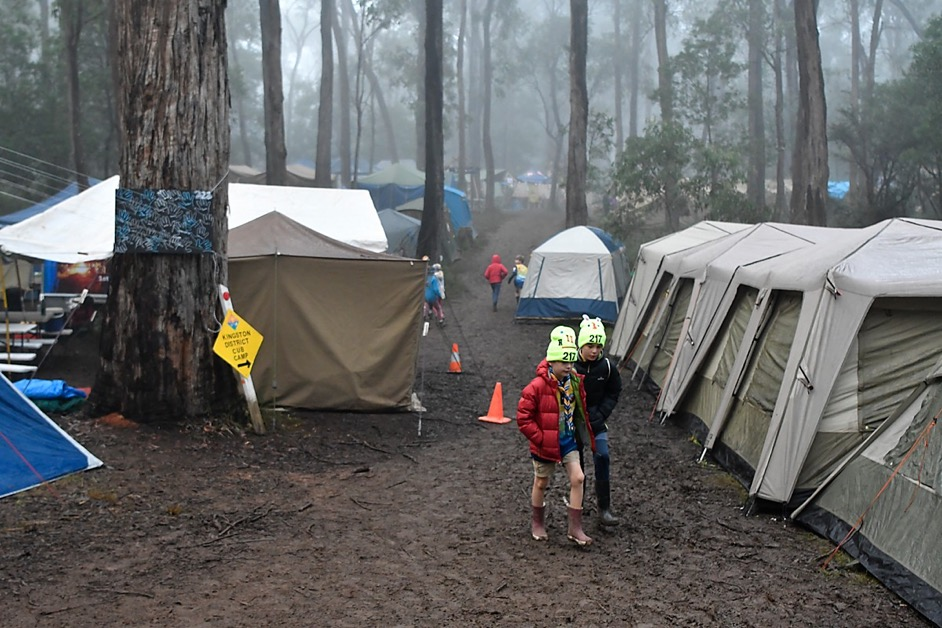 KINGSTON
DISTRICT
CUB
CAMP
217
217